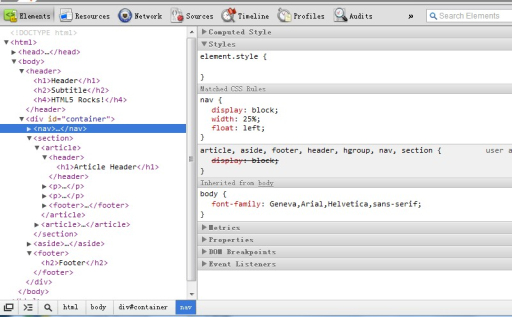 Elements Resources Network Sources Timeline Profiles Audits » Search Elements
<!DOCTYPE html>
▼<html>
▶<head>…</head>
▼<body>
▼<header>
<h1>Header</h1>
<h2>Subtitle</h2>
<h4>HTML5 Rocks!</h4>
</header>
▼<div id="container">
▶<nav>…</nav>
▼<section>
▼<article>
▼<header>
<h1>Article Header</h1>
</header>
▶<p>…</p>
▶<p>…</p>
▶<footer>…</footer>
</article>
▶<article>…</article>
</section>
▶<aside>…</aside>
▼<footer>
<h2>Footer</h2>
</footer>
</div>
</body>
▶Computed Style
▼Styles
element.style {
}
Matched CSS Rules
nav {
display: block;
width: 25%;
float: left;
}
article, aside, footer, header, hgroup, nav, section { user a
display: block;
}
Inherited from body
body {
font-family: Geneva,Arial,Helvetica,sans-serif;
}
▶Metrics
▶Properties
▶DOM Breakpoints
▶Event Listeners
html body div#container nav